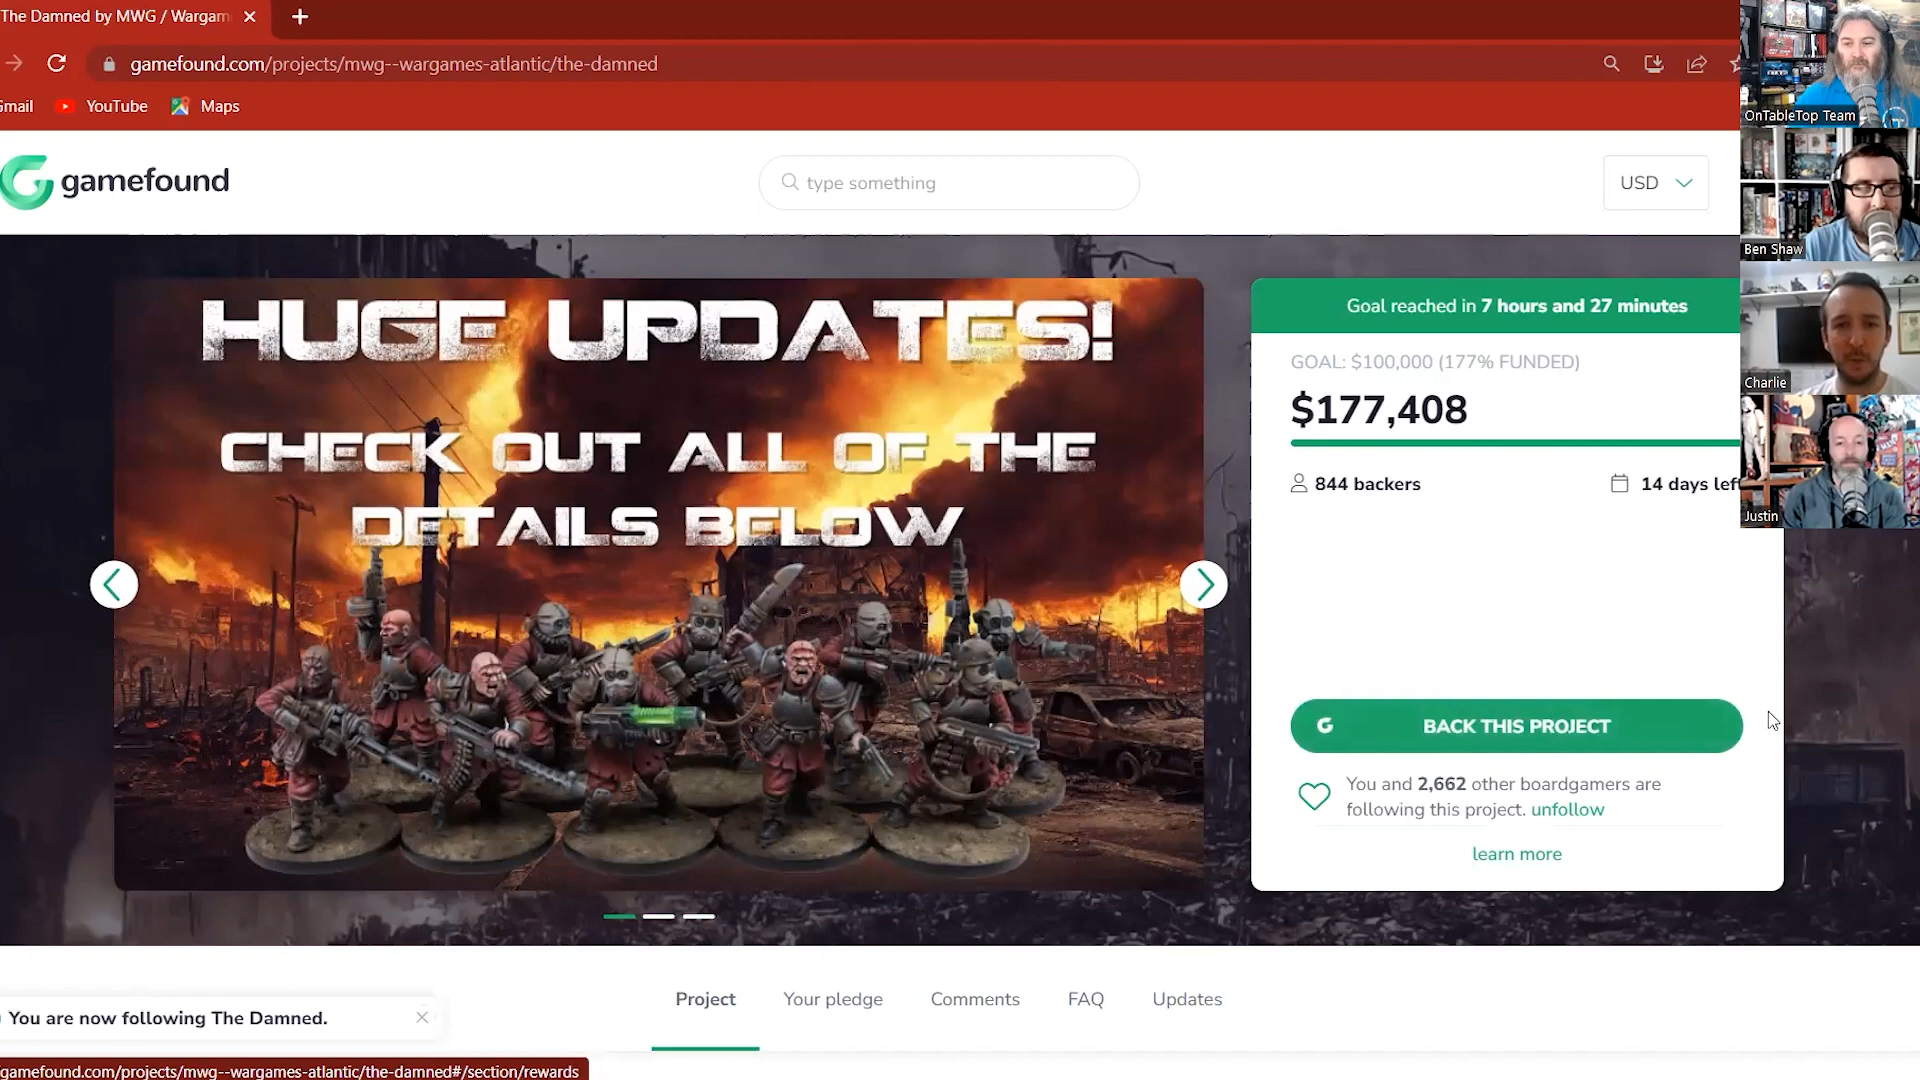 The Damned by MWG / Wargam
gamefound.com/projects/mwg--wargames-atlantic/the-damned
Gmail
YouTube
Maps
gamefound
type something
USD
OnTableTop Team
Ben Shaw
Charlie
Justin
HUGE UPDATES!
CHECK OUT ALL OF THE
DETAILS BELOW
Goal reached in 7 hours and 27 minutes
GOAL: $100,000 (177% FUNDED)
$177,408
844 backers
14 days left
BACK THIS PROJECT
You and 2,662 other boardgamers are
following this project. unfollow
learn more
Project
Your pledge
Comments
FAQ
Updates
You are now following The Damned.
gamefound.com/projects/mwg--wargames-atlantic/the-damned#/section/rewards